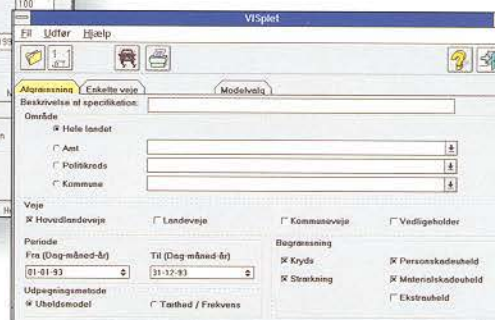 100
VISplet
Fil Udfør Hjælp
Afgrænsning Enkelte veje Modelvalg
Beskrivelse af specifikation:
Område
Hele landet
Amt
Politikreds
Kommune
Veje
Hovedlandeveje Landeveje Kommuneveje Vedligeholder
Periode
Fra (Dag-måned-år) Til (Dag-måned-år)
01-01-93 31-12-93
Begrænsning
Kryds Personskadeuheld
Strækning Materielskadeuheld
Ekstrauheld
Udpegningsmetode
Uheldsmodel Tæthed / Frekvens